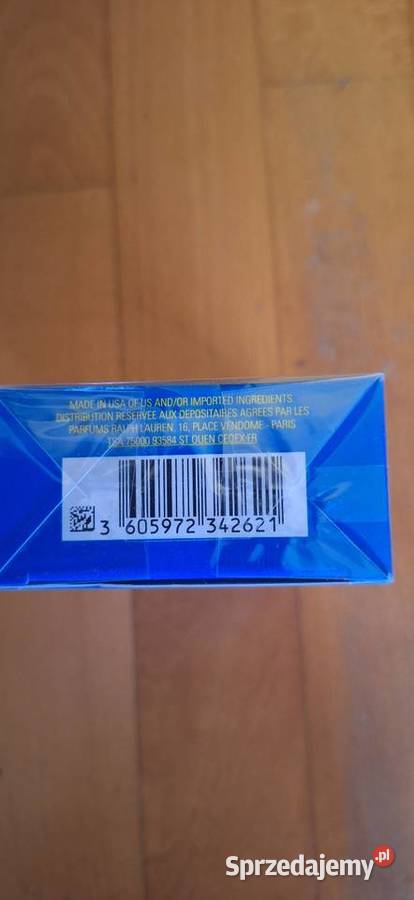 MADE IN USA OF US AND/OR IMPORTED INGREDIENTS.
DISTRIBUTION RESERVEE AUX DEPOSITAIRES AGREES PAR LES
PARFUMS RALPH LAUREN, 16, PLACE VENDOME - PARIS
TSA 75000 93584 ST OUEN CEDEX-FR
3 605972 342621
Sprzedajemy.pl